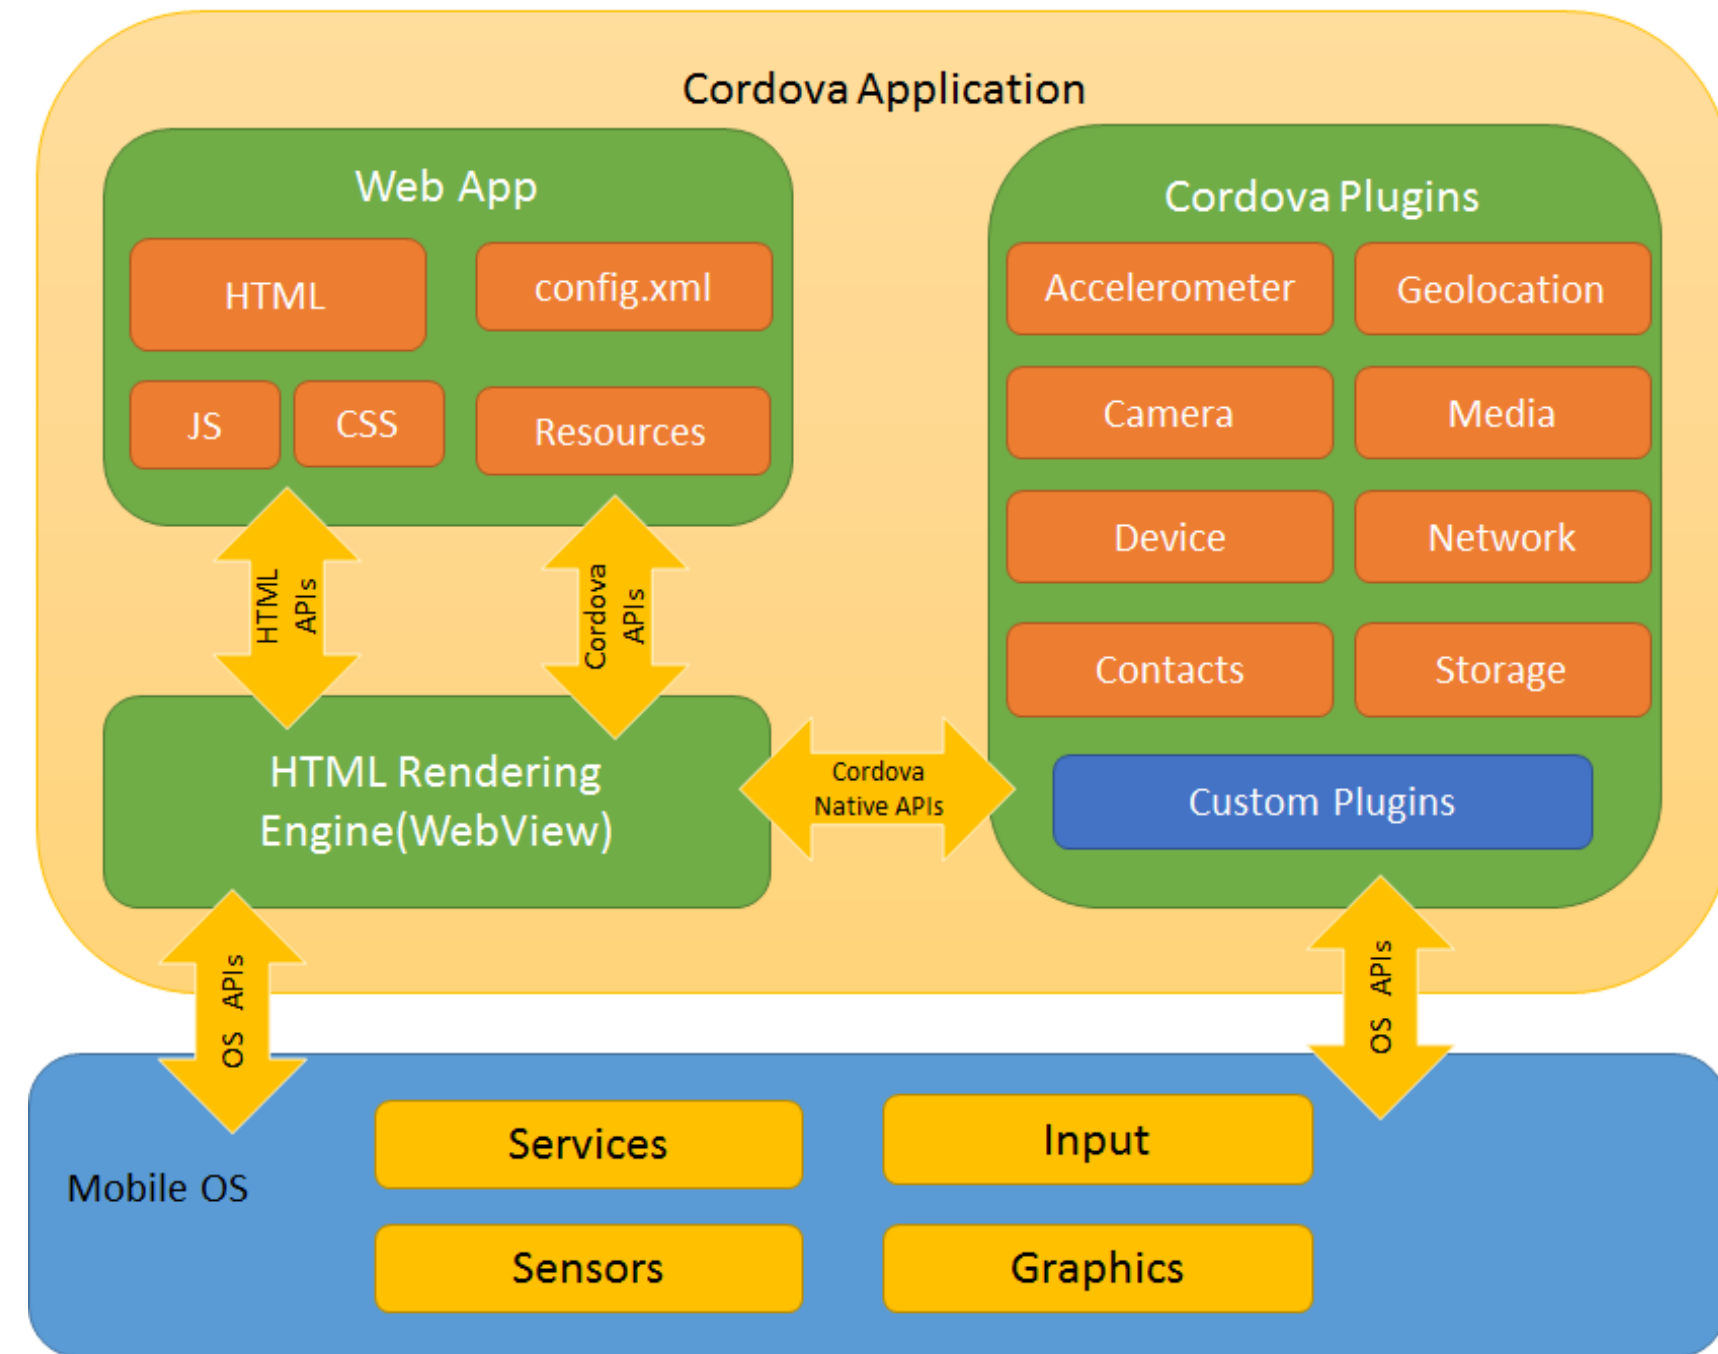 Cordova Application
Web App
HTML
config.xml
JS
CSS
Resources
HTML
APIs
Cordova
APIs
HTML Rendering
Engine(WebView)
Cordova
Native APIs
Cordova Plugins
Accelerometer
Geolocation
Camera
Media
Device
Network
Contacts
Storage
Custom Plugins
OS APIs
OS APIs
Mobile OS
Services
Input
Sensors
Graphics